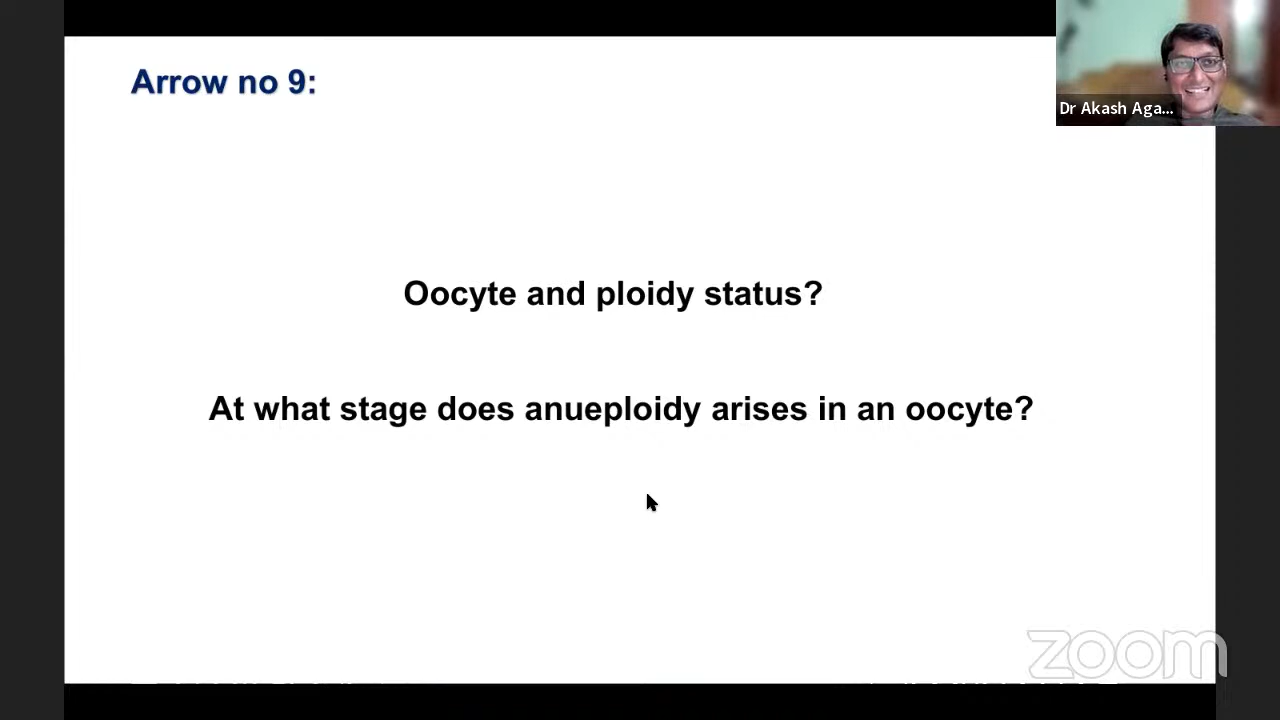 Arrow no 9:
Dr Akash Aga...
Oocyte and ploidy status?
At what stage does anueploidy arises in an oocyte?
zoom